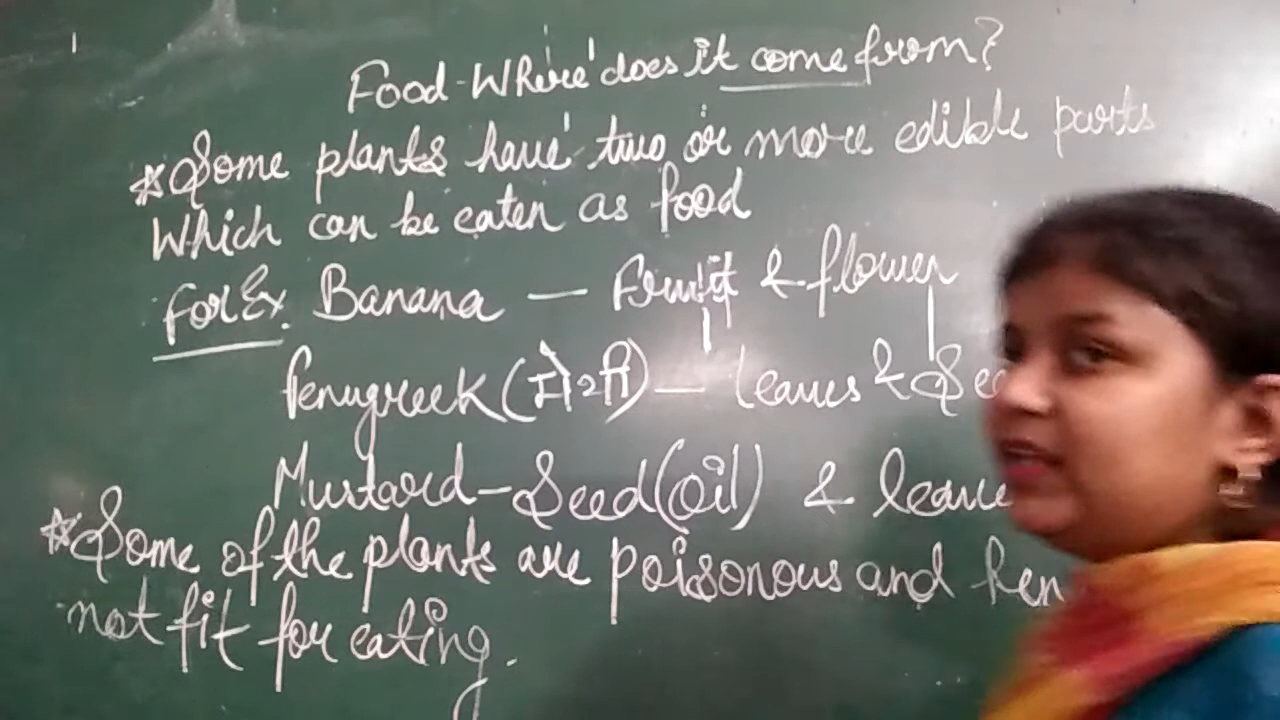 Food-Where does it come from?
*Some plants have two or more edible parts
Which can be eaten as food
For Ex. Banana — Fruit & flower
Fenugreek (मेथी) — Leaves &
Mustard-Seed(oil) &
*Some of the plants are poisonous and
not fit for eating.